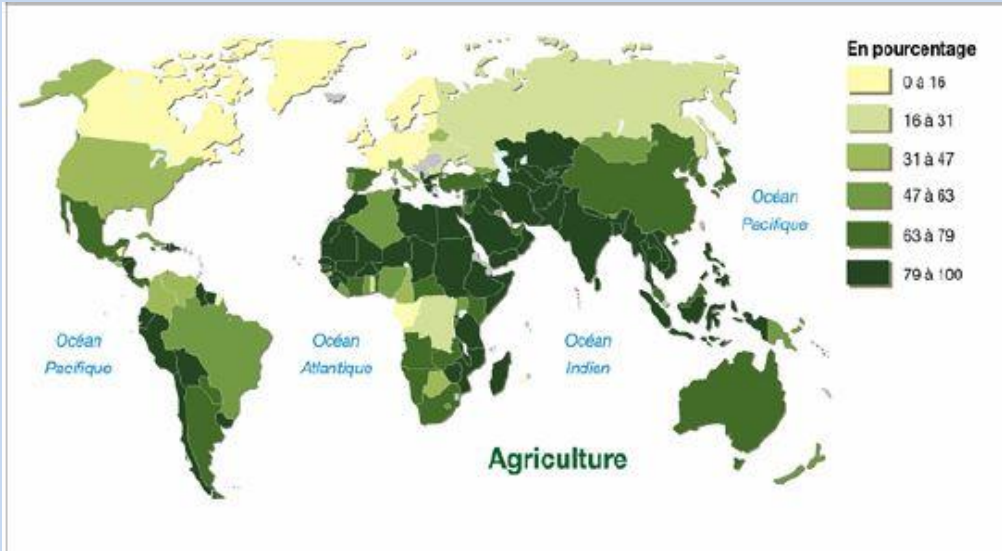 En pourcentage
0 à 16
16 à 31
31 à 47
47 à 63
63 à 79
79 à 100
Océan
Pacifique
Océan
Pacifique
Océan
Atlantique
Océan
Indien
Agriculture